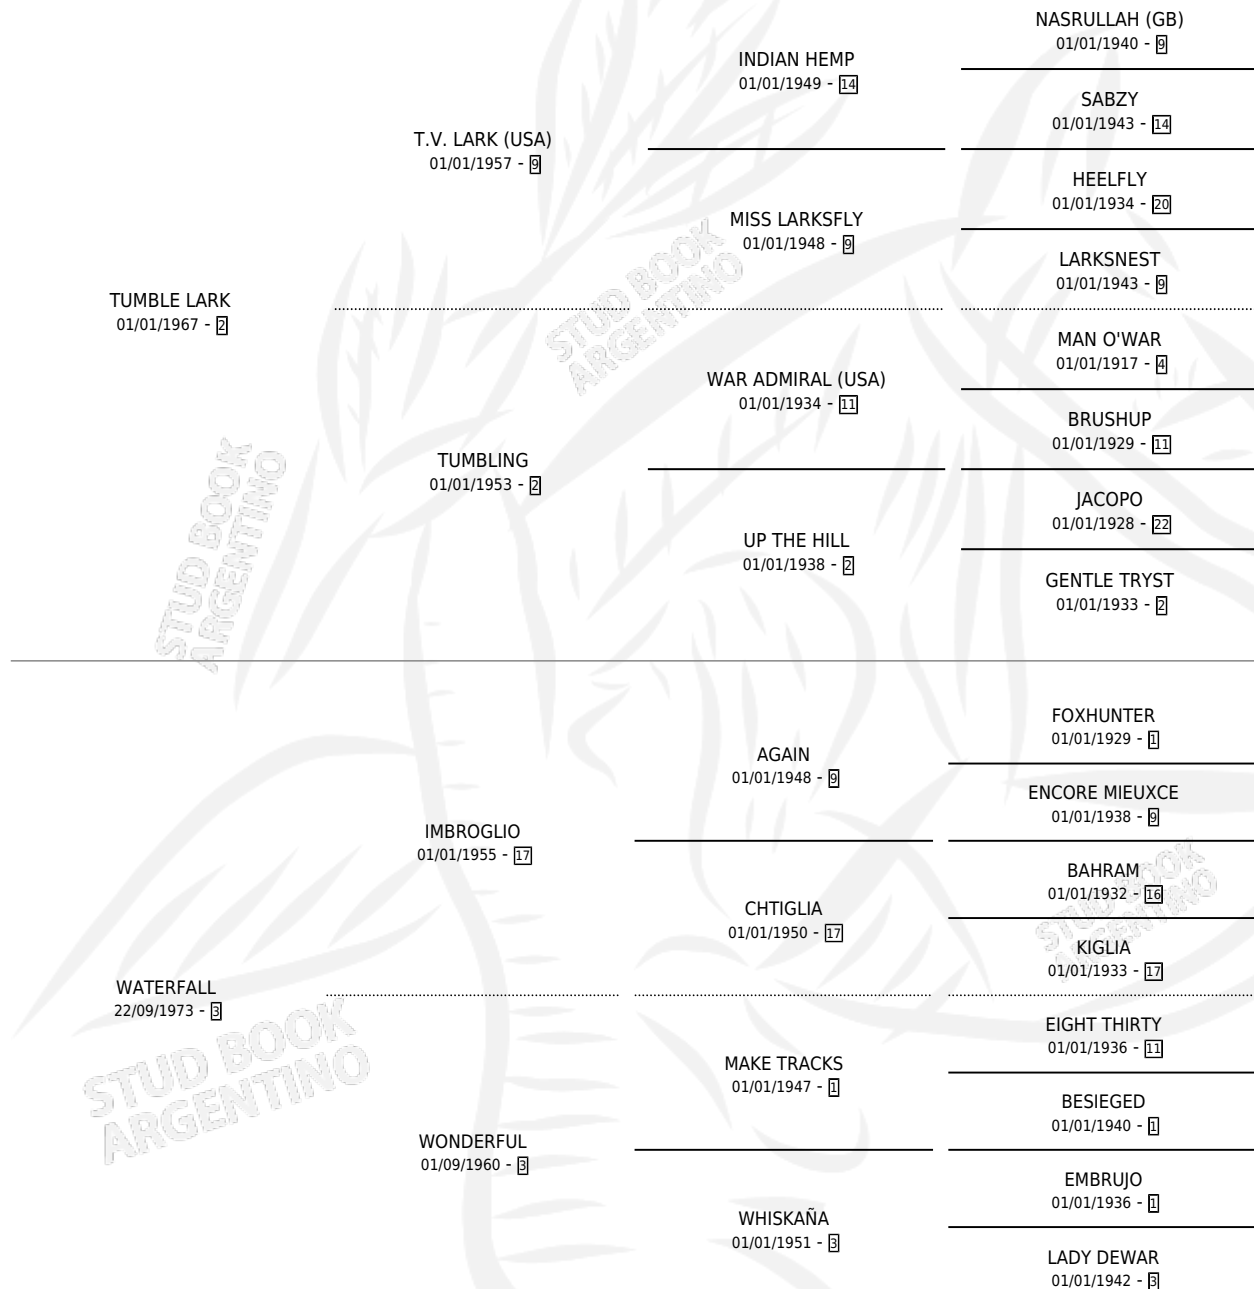 NASRULLAH (GB)
01/01/1940 - 9
INDIAN HEMP
01/01/1949 - 14
SABZY
01/01/1943 - 14
T.V. LARK (USA)
01/01/1957 - 9
HEELFLY
01/01/1934 - 20
MISS LARKSFLY
01/01/1948 - 9
LARKSNEST
01/01/1943 - 9
TUMBLE LARK
01/01/1967 - 2
MAN O'WAR
01/01/1917 - 4
WAR ADMIRAL (USA)
01/01/1934 - 11
BRUSHUP
01/01/1929 - 11
TUMBLING
01/01/1953 - 2
JACOPO
01/01/1928 - 22
UP THE HILL
01/01/1938 - 2
GENTLE TRYST
01/01/1933 - 2
FOXHUNTER
01/01/1929 - 1
AGAIN
01/01/1948 - 9
ENCORE MIEUXCE
01/01/1938 - 9
IMBROGLIO
01/01/1955 - 17
BAHRAM
01/01/1932 - 16
CHTIGLIA
01/01/1950 - 17
KIGLIA
01/01/1933 - 17
WATERFALL
22/09/1973 - 3
EIGHT THIRTY
01/01/1936 - 11
MAKE TRACKS
01/01/1947 - 1
BESIEGED
01/01/1940 - 1
WONDERFUL
01/09/1960 - 3
EMBRUJO
01/01/1936 - 1
WHISKAÑA
01/01/1951 - 3
LADY DEWAR
01/01/1942 - 3
STUD BOOK
ARGENTINO
STUD BOOK
ARGENTINO
STUD BOOK
ARGENTINO
STUD BOOK
ARGENTINO